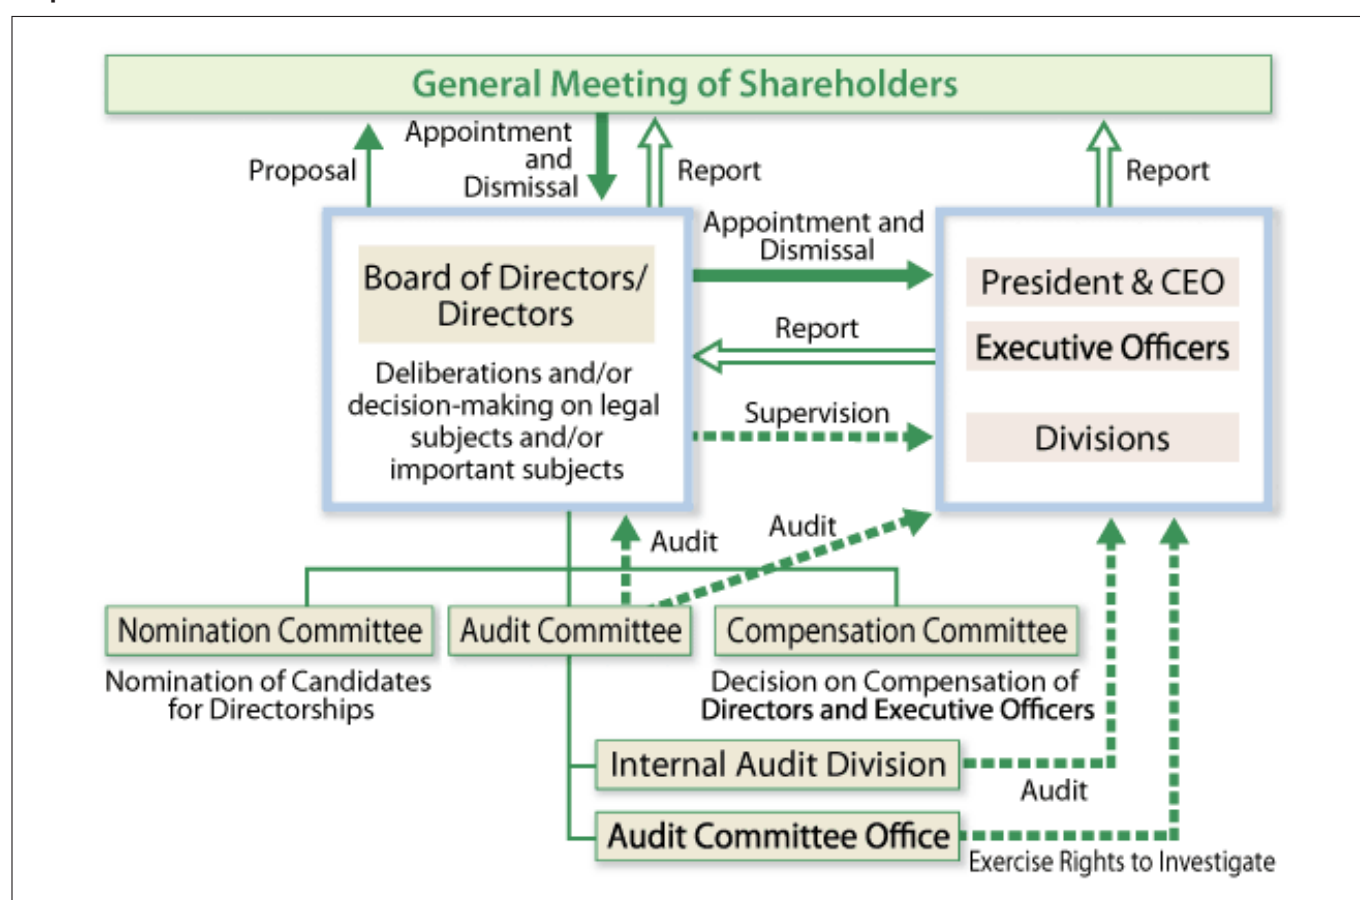 General Meeting of Shareholders
Proposal
Appointment
and
Dismissal
Report
Report
Board of Directors/
Directors
Deliberations and/or
decision-making on legal
subjects and/or
important subjects
Appointment and
Dismissal
Report
Supervision
President & CEO
Executive Officers
Divisions
Audit
Audit
Nomination Committee
Nomination of Candidates
for Directorships
Audit Committee
Compensation Committee
Decision on Compensation of
Directors and Executive Officers
Internal Audit Division
Audit
Audit Committee Office
Exercise Rights to Investigate